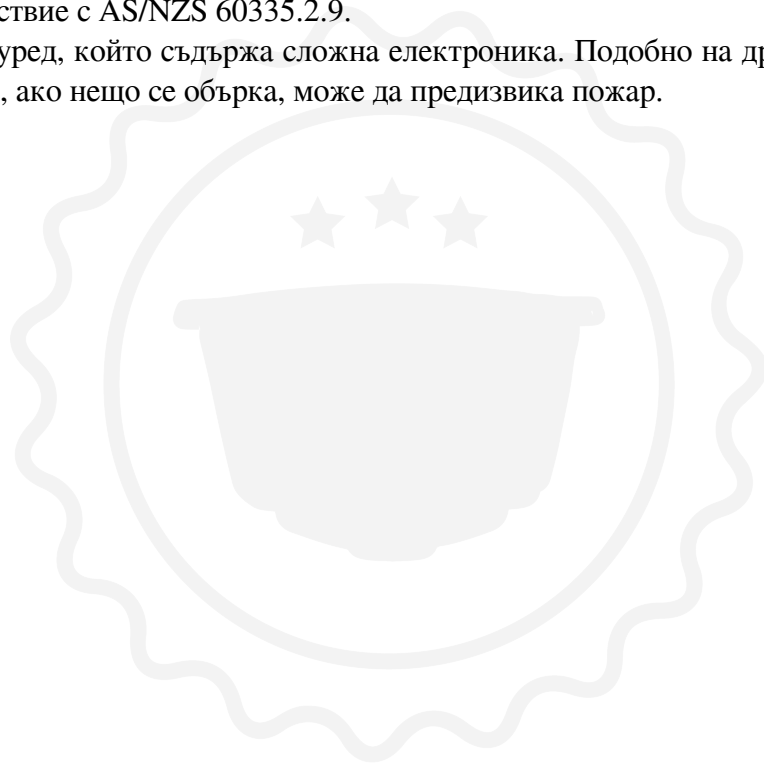 ствие с AS/NZS 60335.2.9.
уред, който съдържа сложна електроника. Подобно на др
, ако нещо се обърка, може да предизвика пожар.